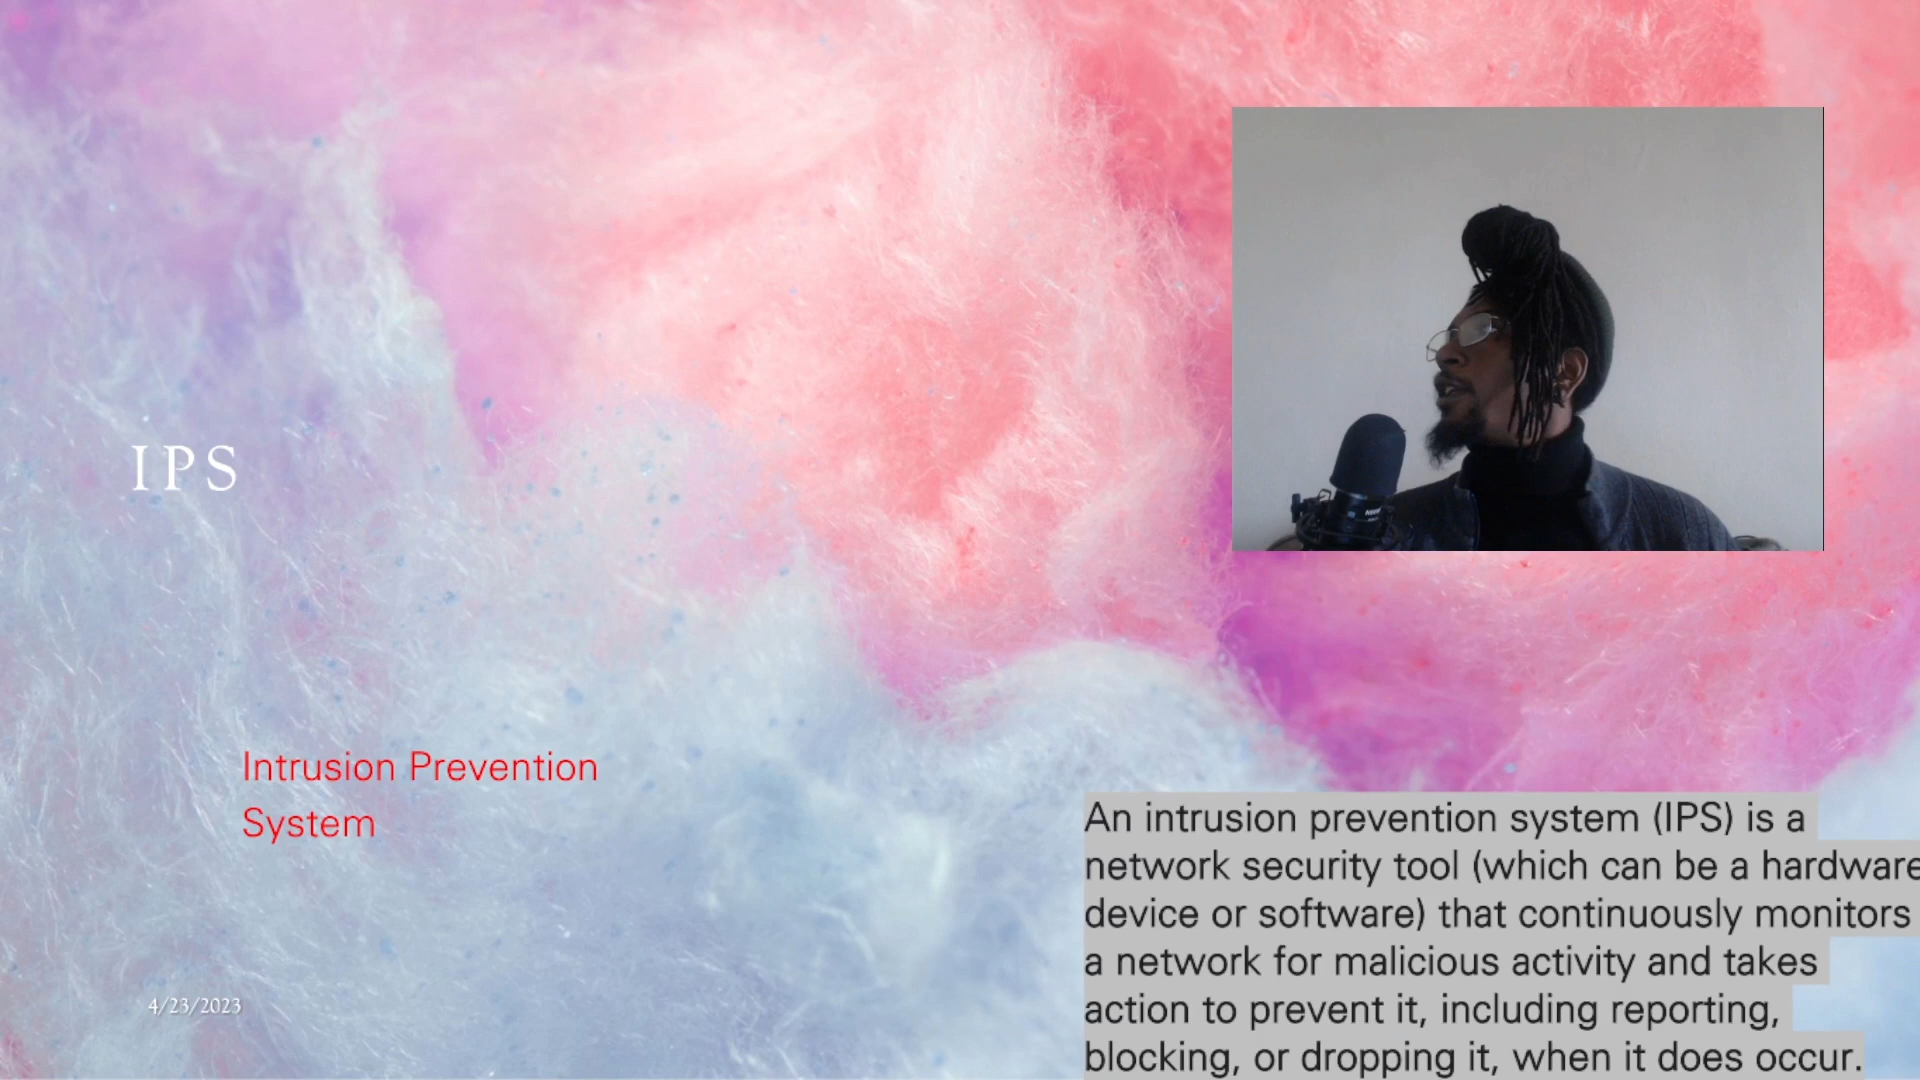 IPS
Intrusion Prevention
System
4/23/2023
An intrusion prevention system (IPS) is a
network security tool (which can be a hardware
device or software) that continuously monitors
a network for malicious activity and takes
action to prevent it, including reporting,
blocking, or dropping it, when it does occur.